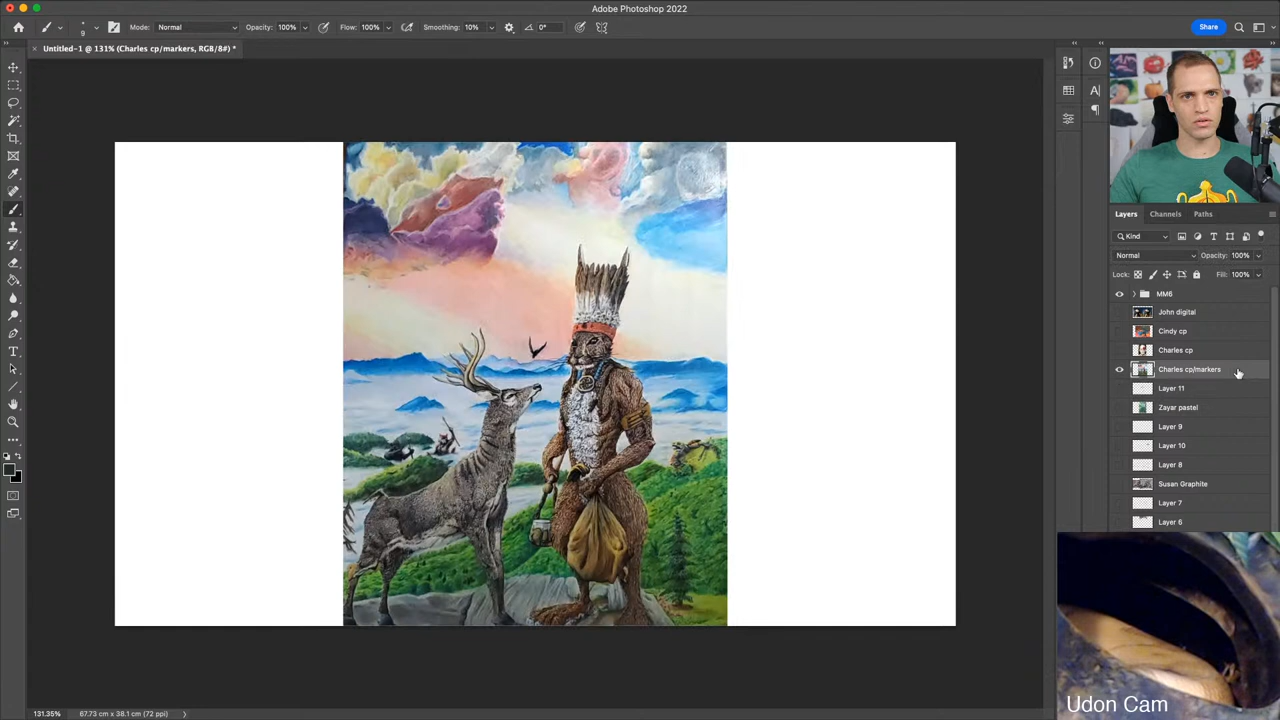 Adobe Photoshop 2022
9
Mode: Normal
Opacity: 100%
Flow: 100%
Smoothing: 10%
0°
Share
Untitled-1 @ 131% (Charles cp/markers, RGB/8#) *
Layers
Channels
Paths
Kind
Normal
Opacity: 100%
Lock:
Fill: 100%
MM6
John digital
Cindy cp
Charles cp
Charles cp/markers
Layer 11
Zayar pastel
Layer 9
Layer 10
Layer 8
Susan Graphite
Layer 7
Layer 6
Udon Cam
131.35%
67.73 cm x 38.1 cm (72 ppi)